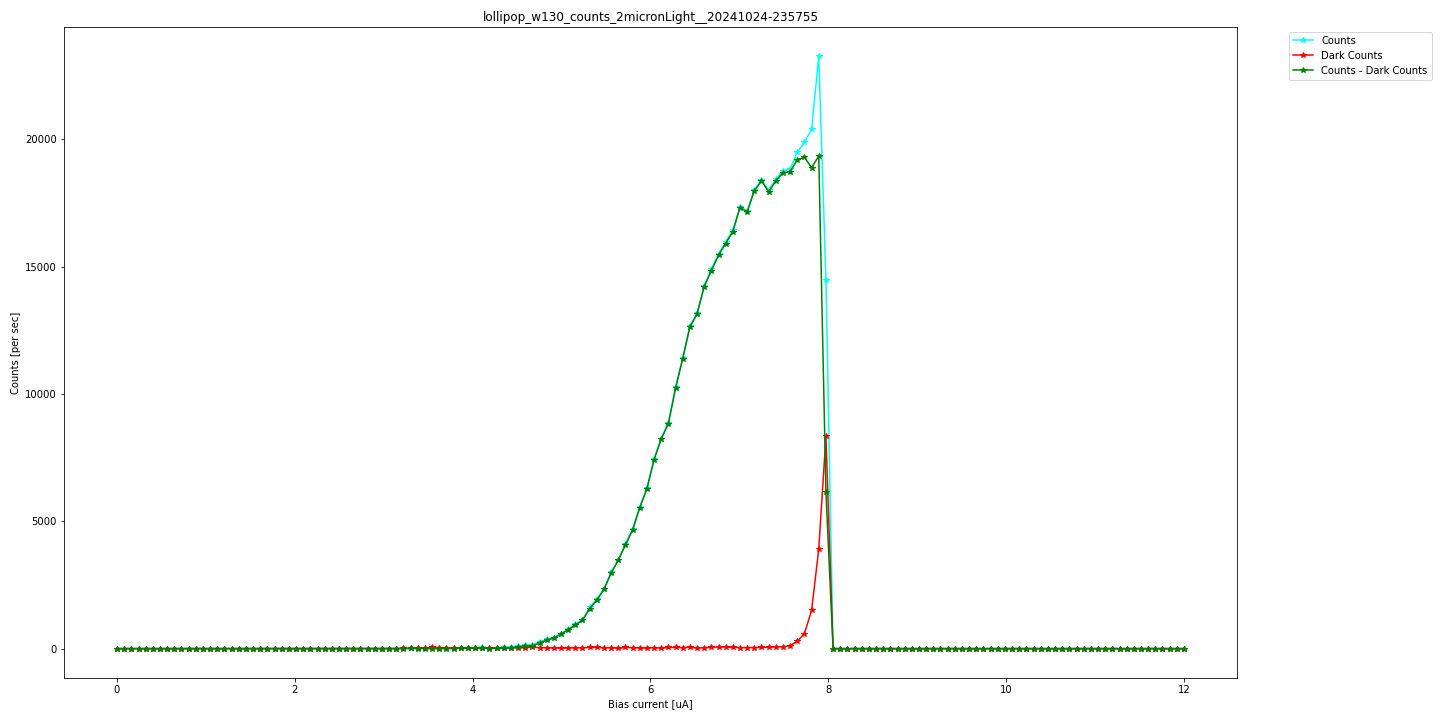 lollipop_w130_counts_2micronLight__20241024-235755
Counts
Dark Counts
Counts - Dark Counts
20000
15000
10000
5000
0
Counts [per sec]
0 2 4 6 8 10 12
Bias current [uA]